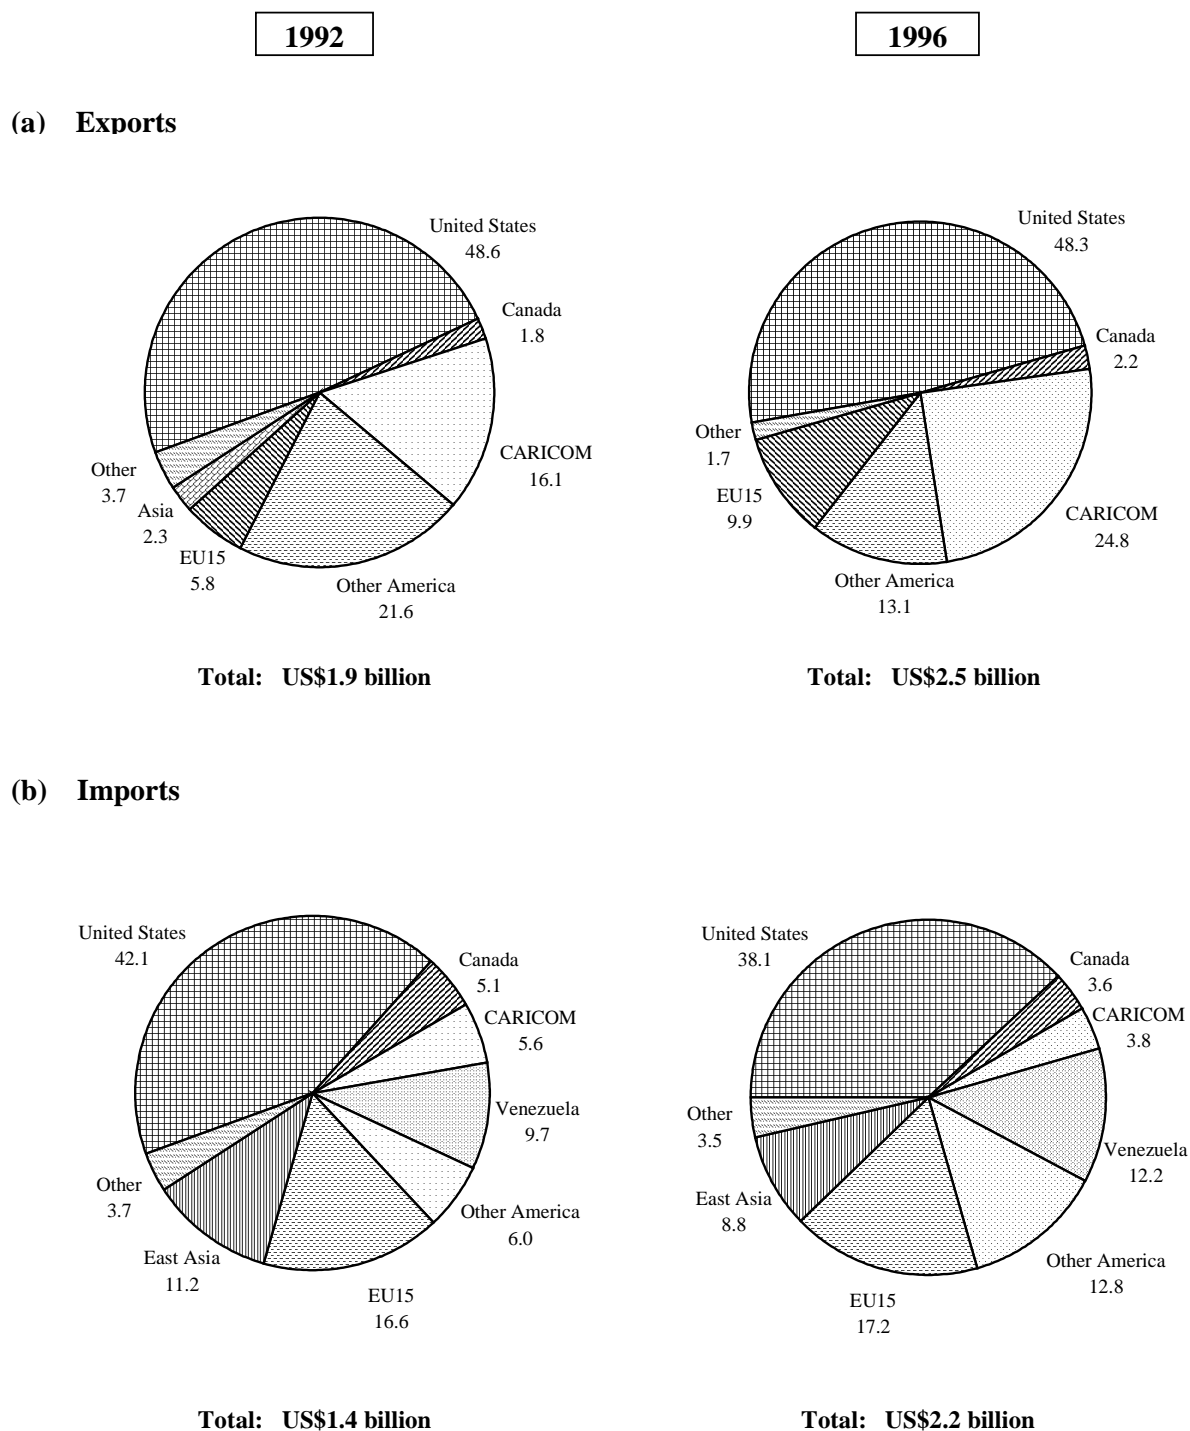 1992
1996
(a) Exports
United States
48.6
Canada
1.8
CARICOM
16.1
Other America
21.6
EU15
5.8
Asia
2.3
Other
3.7
Total: US$1.9 billion
United States
48.3
Canada
2.2
CARICOM
24.8
Other America
13.1
EU15
9.9
Other
1.7
Total: US$2.5 billion
(b) Imports
United States
42.1
Canada
5.1
CARICOM
5.6
Venezuela
9.7
Other America
6.0
EU15
16.6
East Asia
11.2
Other
3.7
Total: US$1.4 billion
United States
38.1
Canada
3.6
CARICOM
3.8
Venezuela
12.2
Other America
12.8
EU15
17.2
East Asia
8.8
Other
3.5
Total: US$2.2 billion